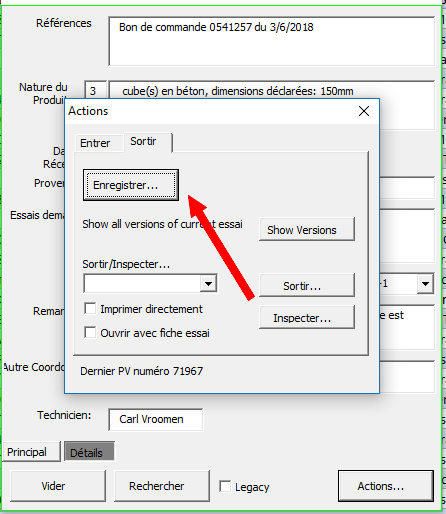 Références
Bon de commande 0541257 du 3/6/2018
Nature du
Produit
3
cube(s) en béton, dimensions déclarées: 150mm
Actions
Entrer
Sortir
Enregistrer...
Show all versions of current essai
Show Versions
Sortir/Inspecter...
Sortir...
Imprimer directement
Inspecter...
Ouvrir avec fiche essai
Dernier PV numéro 71967
Da
Réce
Prover
Essais dema
-1
Remar
e est
Autre Coordo
Technicien:
Carl Vroomen
Principal
Détails
Vider
Rechercher
Legacy
Actions...